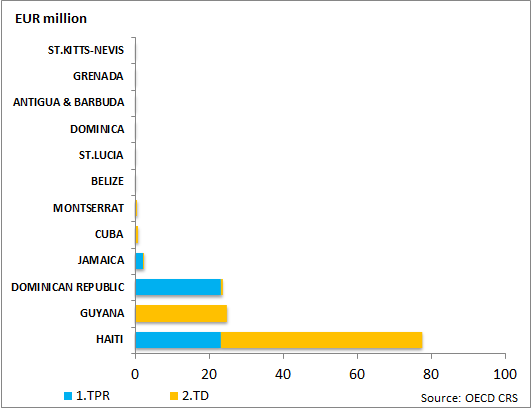 EUR million
ST.KITTS-NEVIS
GRENADA
ANTIGUA & BARBUDA
DOMINICA
ST.LUCIA
BELIZE
MONTSERRAT
CUBA
JAMAICA
DOMINICAN REPUBLIC
GUYANA
HAITI
0 20 40 60 80 100
1.TPR 2.TD
Source: OECD CRS